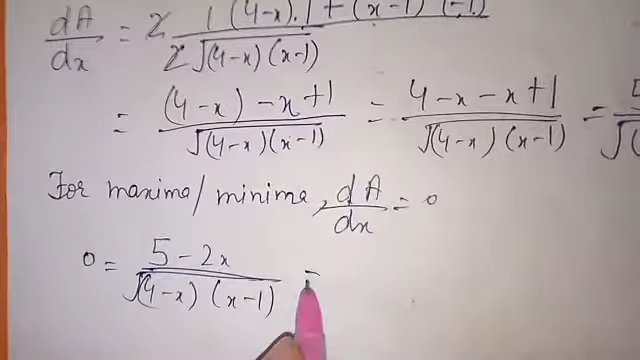 dA/dx = 2 1(4-x).1 + (x-1)(-1) / 2√(4-x)(x-1)
= (4-x) -x+1 / √(4-x)(x-1) = 4-x-x+1 / √(4-x)(x-1) = 5
For maxima/minima, dA/dx = 0
0 = 5-2x / √(4-x)(x-1)